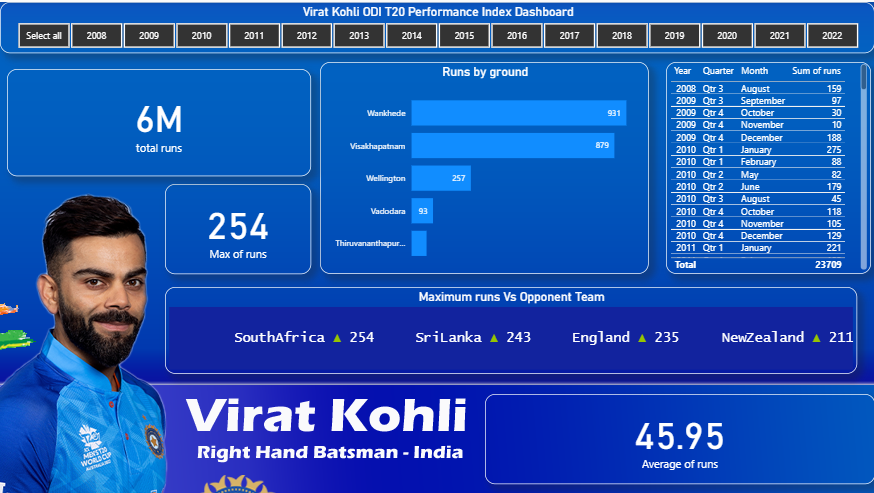 Virat Kohli ODI T20 Performance Index Dashboard
Select all 2008 2009 2010 2011 2012 2013 2014 2015 2016 2017 2018 2019 2020 2021 2022
6M
total runs
254
Max of runs
Runs by ground
Wankhede 931
Visakhapatnam 879
Wellington 257
Vadodara 93
Thiruvananthapur...
Year Quarter Month Sum of runs
2008 Qtr 3 August 159
2009 Qtr 3 September 97
2009 Qtr 4 October 30
2009 Qtr 4 November 10
2009 Qtr 4 December 188
2010 Qtr 1 January 275
2010 Qtr 1 February 88
2010 Qtr 2 May 82
2010 Qtr 2 June 179
2010 Qtr 3 August 45
2010 Qtr 4 October 118
2010 Qtr 4 November 105
2010 Qtr 4 December 129
2011 Qtr 1 January 221
Total 23709
Maximum runs Vs Opponent Team
SouthAfrica ▲ 254 SriLanka ▲ 243 England ▲ 235 NewZealand ▲ 211
Virat Kohli
Right Hand Batsman - India
45.95
Average of runs
MEN'S T20
WORLD CUP